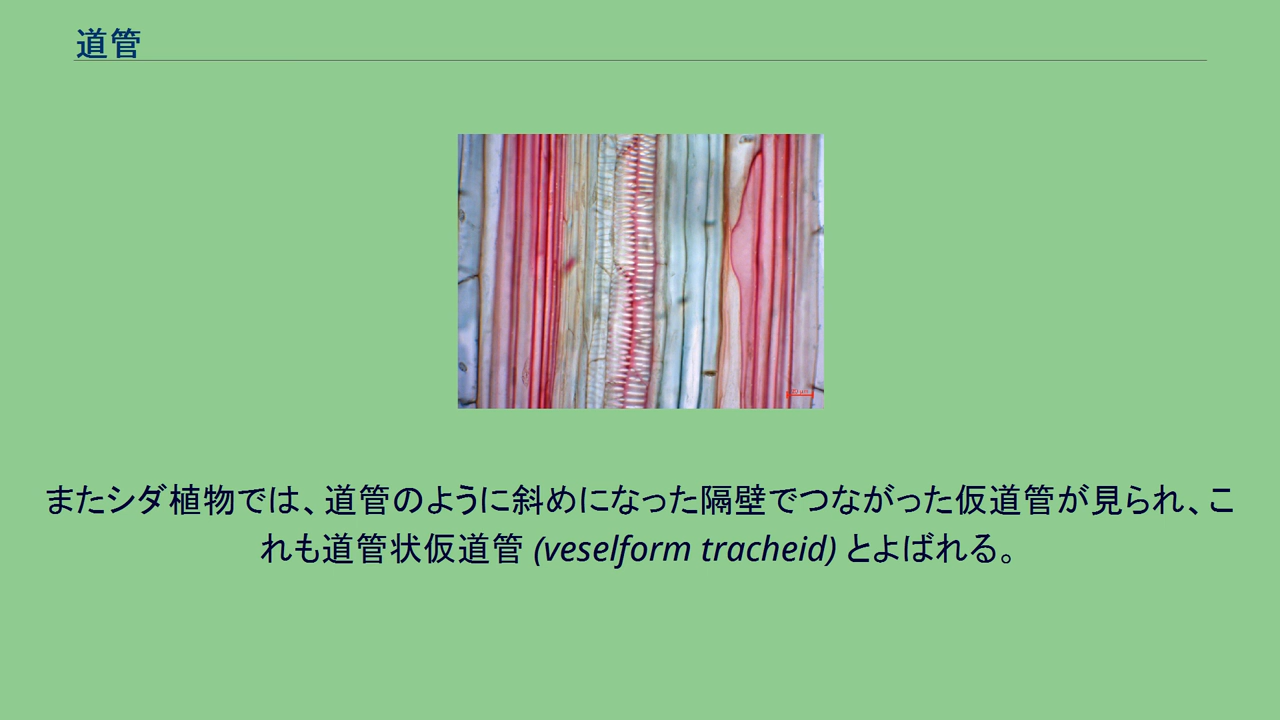 道管
またシダ植物では、道管のように斜めになった隔壁でつながった仮道管が見られ、こ
れも道管状仮道管 (veselform tracheid) とよばれる。